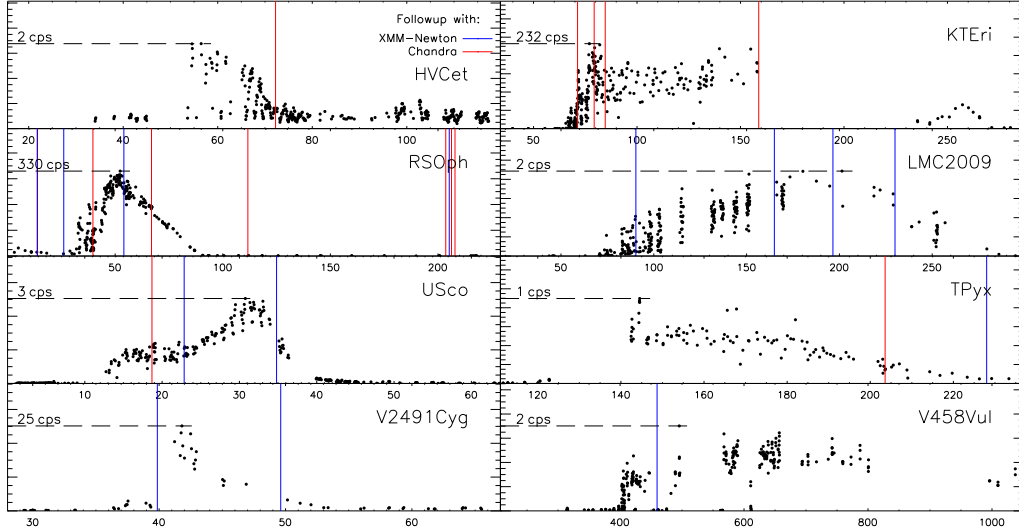 Followup with:
XMM-Newton
Chandra
2 cps
HVCet
20 40 60 80 100
232 cps
KTEri
100 150 200 250
330 cps
RSOph
50 100 150 200
2 cps
LMC2009
50 100 150 200 250
3 cps
USco
10 20 30 40 50 60
1 cps
TPyx
120 140 160 180 200 220
25 cps
V2491Cyg
30 40 50 60
2 cps
V458Vul
400 600 800 1000